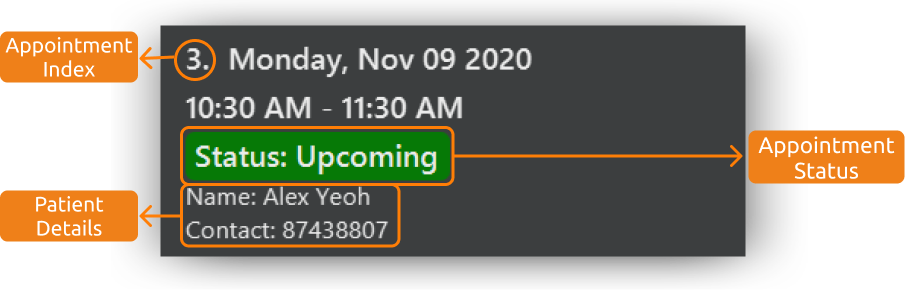 Appointment
Index
3. Monday, Nov 09 2020
10:30 AM - 11:30 AM
Status: Upcoming
Appointment
Status
Patient
Details
Name: Alex Yeoh
Contact: 87438807